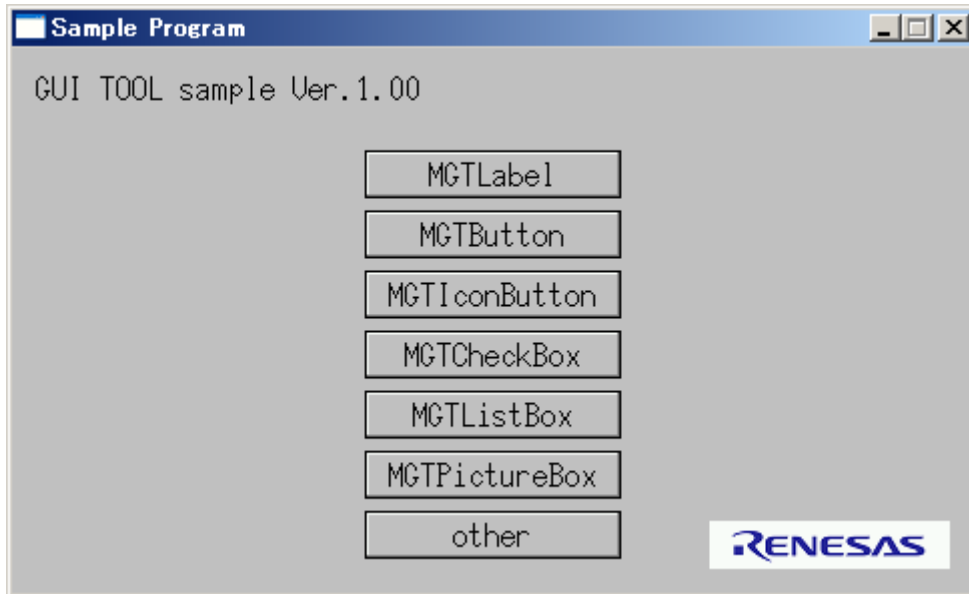 Sample Program
GUI TOOL sample Ver.1.00
MGTLabel
MGTButton
MGTIconButton
MGTCheckBox
MGTListBox
MGTPictureBox
other
RENESAS